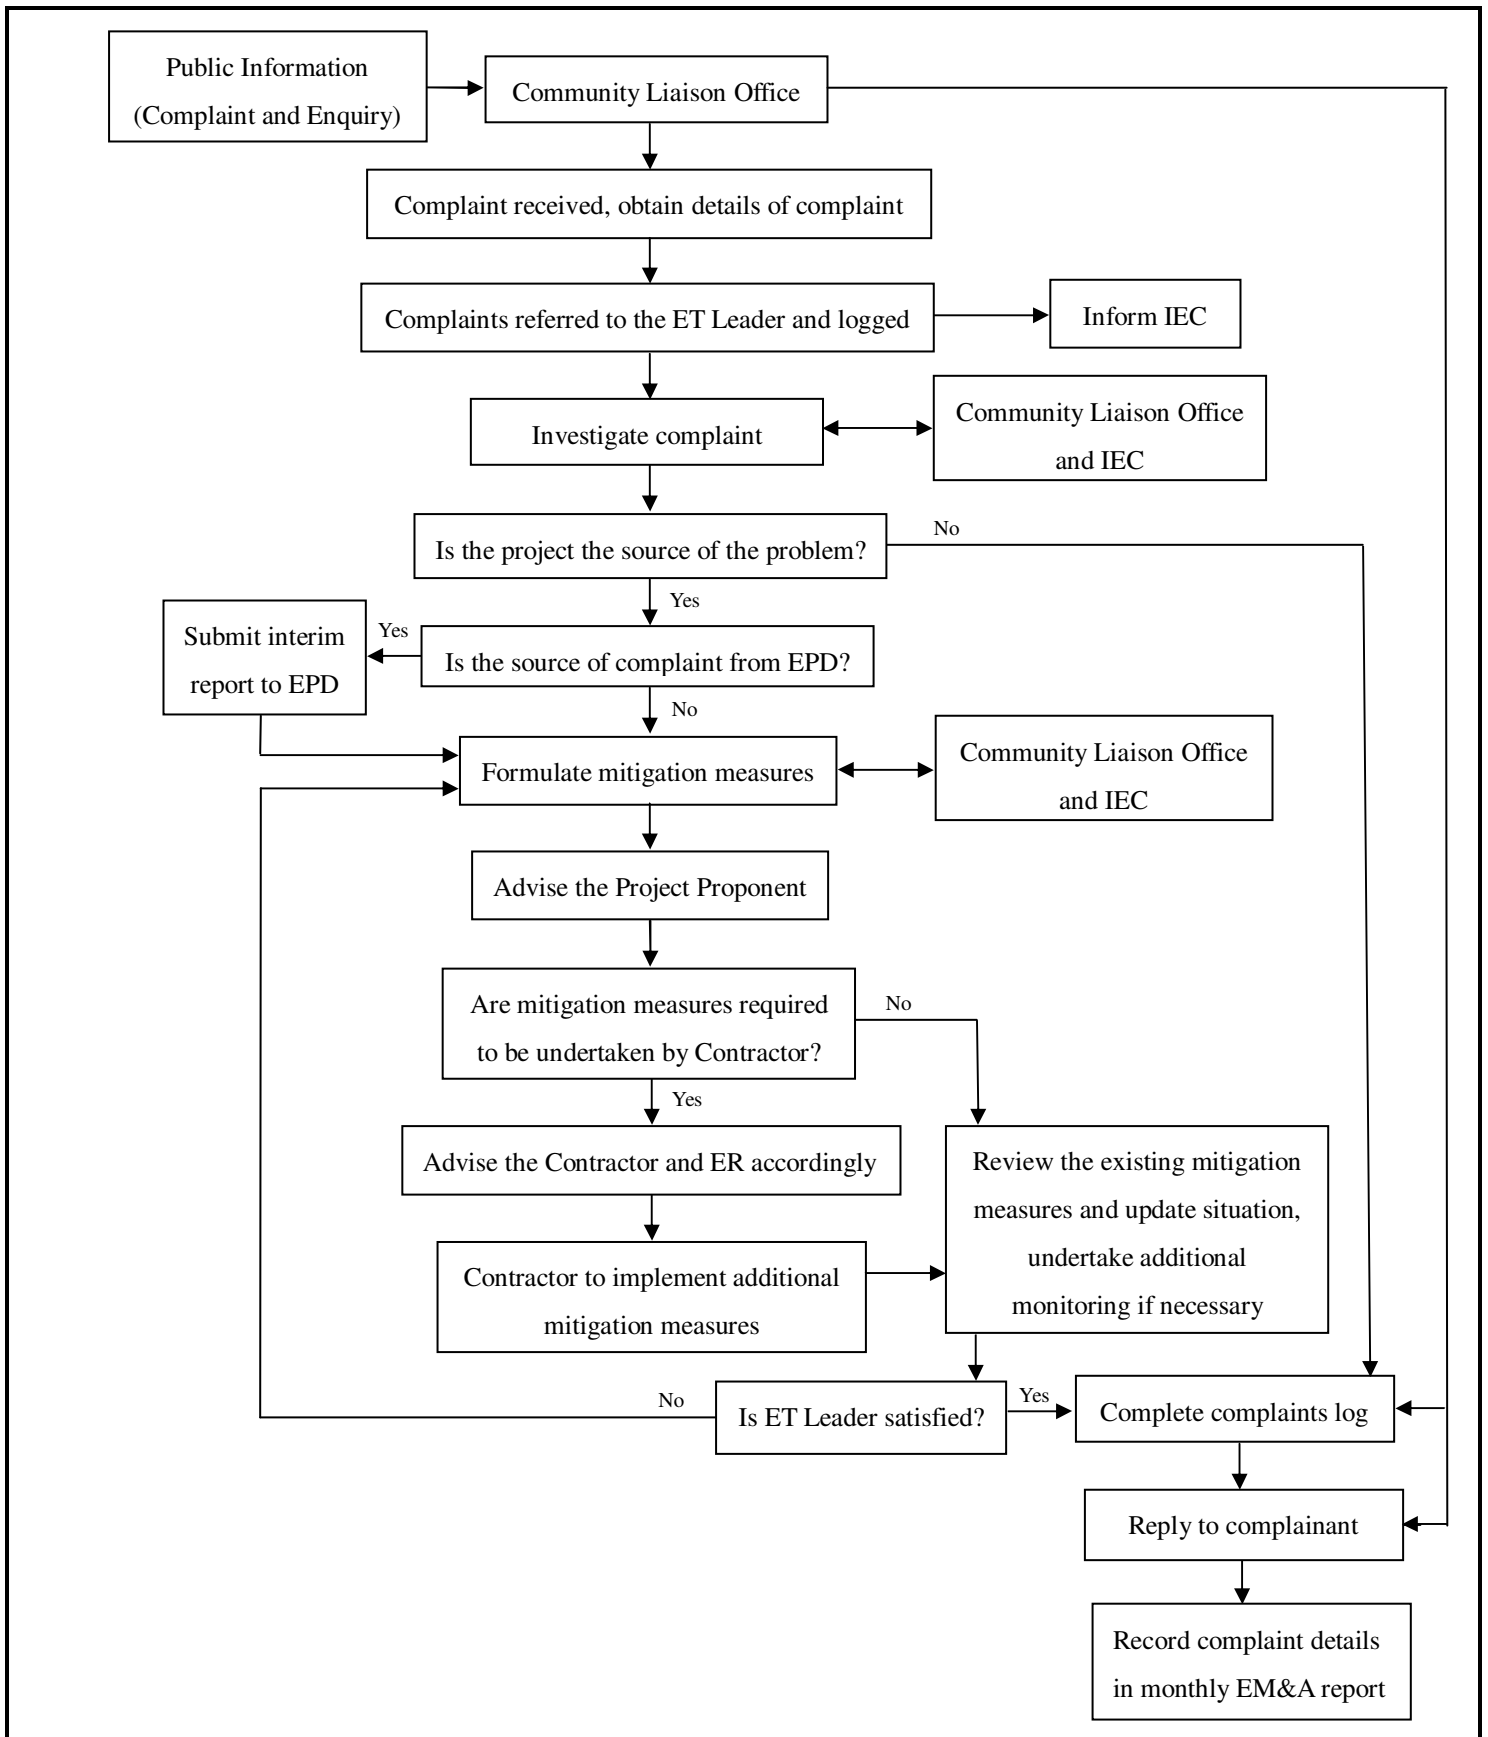 Public Information
(Complaint and Enquiry)
Community Liaison Office
Complaint received, obtain details of complaint
Complaints referred to the ET Leader and logged
Inform IEC
Investigate complaint
Community Liaison Office
and IEC
Is the project the source of the problem?
No
Yes
Submit interim
report to EPD
Yes
Is the source of complaint from EPD?
No
Formulate mitigation measures
Community Liaison Office
and IEC
Advise the Project Proponent
Are mitigation measures required
to be undertaken by Contractor?
No
Yes
Advise the Contractor and ER accordingly
Review the existing mitigation
measures and update situation,
undertake additional
monitoring if necessary
Contractor to implement additional
mitigation measures
No
Is ET Leader satisfied?
Yes
Complete complaints log
Reply to complainant
Record complaint details
in monthly EM&A report